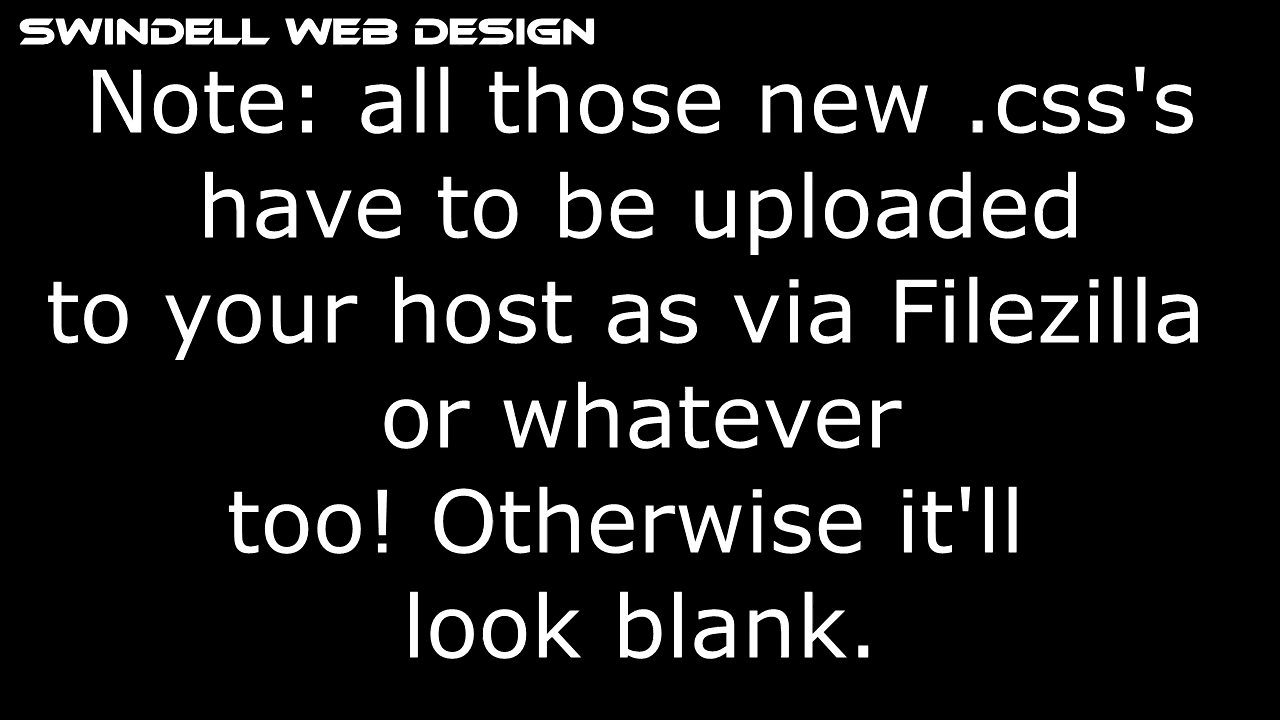 SWINDELL WEB DESIGN
Note: all those new .css's
have to be uploaded
to your host as via Filezilla
or whatever
too! Otherwise it'll
look blank.